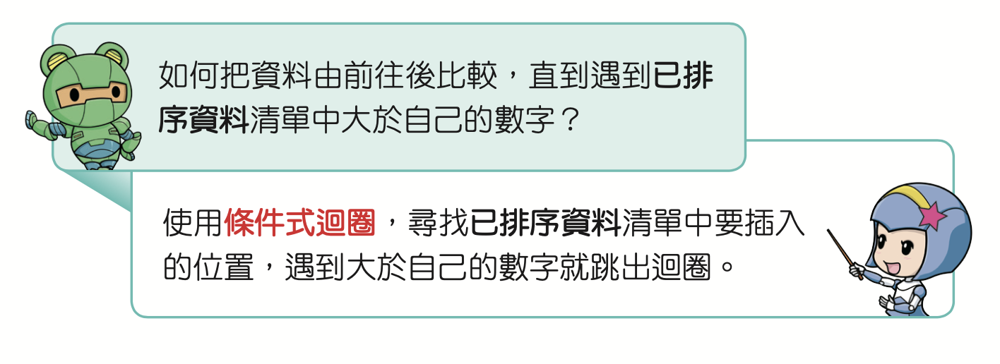 如何把資料由前往後比較，直到遇到已排
序資料清單中大於自己的數字？
使用條件式迴圈，尋找已排序資料清單中要插入
的位置，遇到大於自己的數字就跳出迴圈。